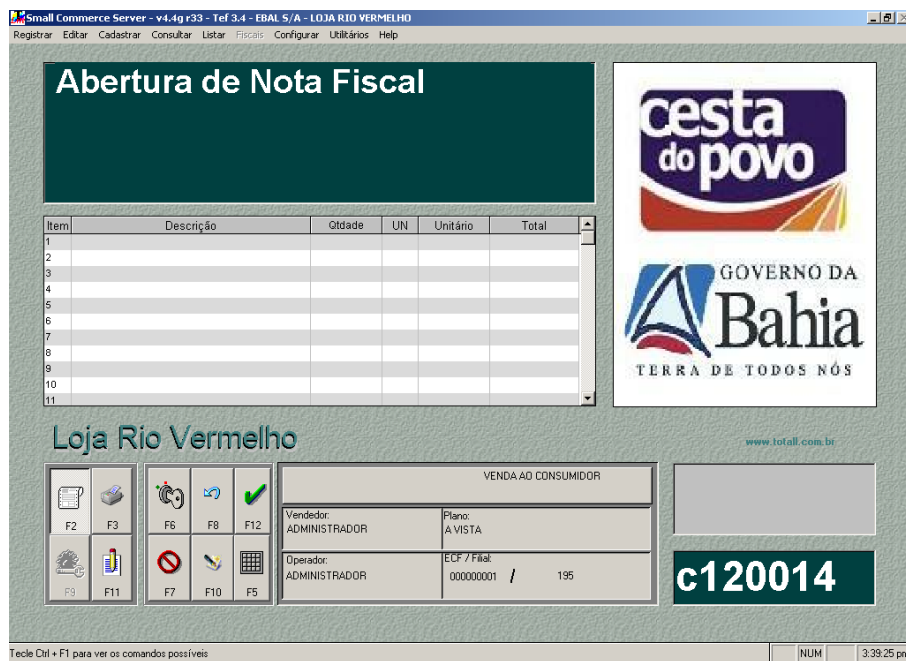 Small Commerce Server - v4.4g r33 - Tef 3.4 - EBAL S/A - LOJA RIO VERMELHO
Registrar Editar Cadastrar Consultar Listar Fiscais Configurar Utilitários Help
Abertura de Nota Fiscal
cesta
do povo
Item Descrição Qtdade UN Unitário Total
1
2
3
4
5
6
7
8
9
10
11
GOVERNO DA
Bahia
TERRA DE TODOS NÓS
Loja Rio Vermelho
www.totall.com.br
F2 F3 F6 F8 F12
F9 F11 F7 F10 F5
VENDA AO CONSUMIDOR
Vendedor: Plano:
ADMINISTRADOR A VISTA
Operador: ECF / Filial:
ADMINISTRADOR 000000001 / 195
c120014
Tecle Ctrl + F1 para ver os comandos possíveis NUM 3:39:25 pm